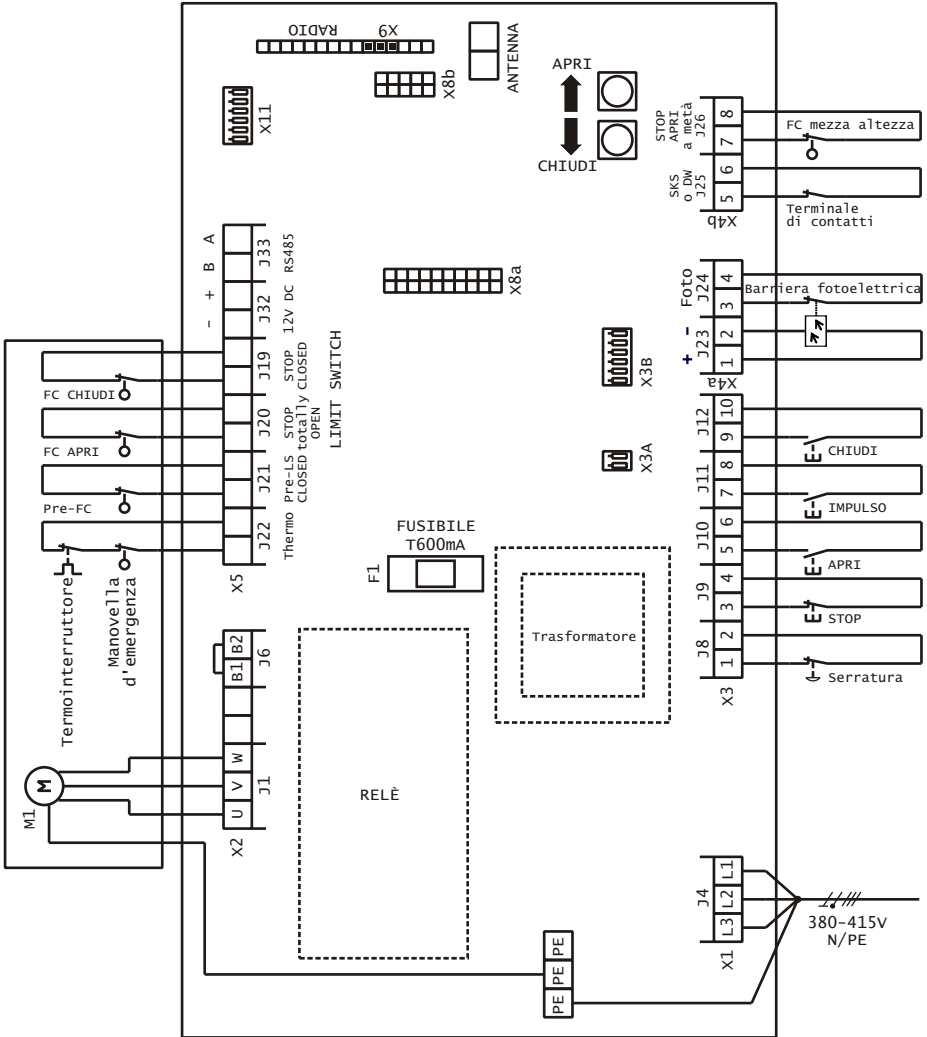 RADIO
X9
X8b
ANTENNA
X11
APRI
CHIUDI
STOP
APRI
a metà
J26
8
7
FC mezza altezza
SKS
o DW
J25
6
5
X4b
Terminale
di contatti
A
B
+
-
J33
RS485
J32
12V DC
X8a
Foto
J24
4
3
Barriera fotoelettrica
- +
J23
2
1
X4a
J19
STOP
CLOSED
J20
STOP
totally
OPEN
J21
Pre-LS
CLOSED
J22
Thermo
LIMIT SWITCH
X5
FC CHIUDI
FC APRI
Pre-FC
Termointerruttore
Manovella
d'emergenza
X3B
X3A
J12
10
9
CHIUDI
J11
8
7
IMPULSO
J10
6
5
APRI
J9
4
3
STOP
J8
2
1
Serratura
X3
FUSIBILE
T600mA
F1
Trasformatore
B2
B1
J6
W
V
U
J1
X2
M
M1
RELÈ
J4
L1
L2
L3
X1
380-415V
N/PE
PE
PE
PE